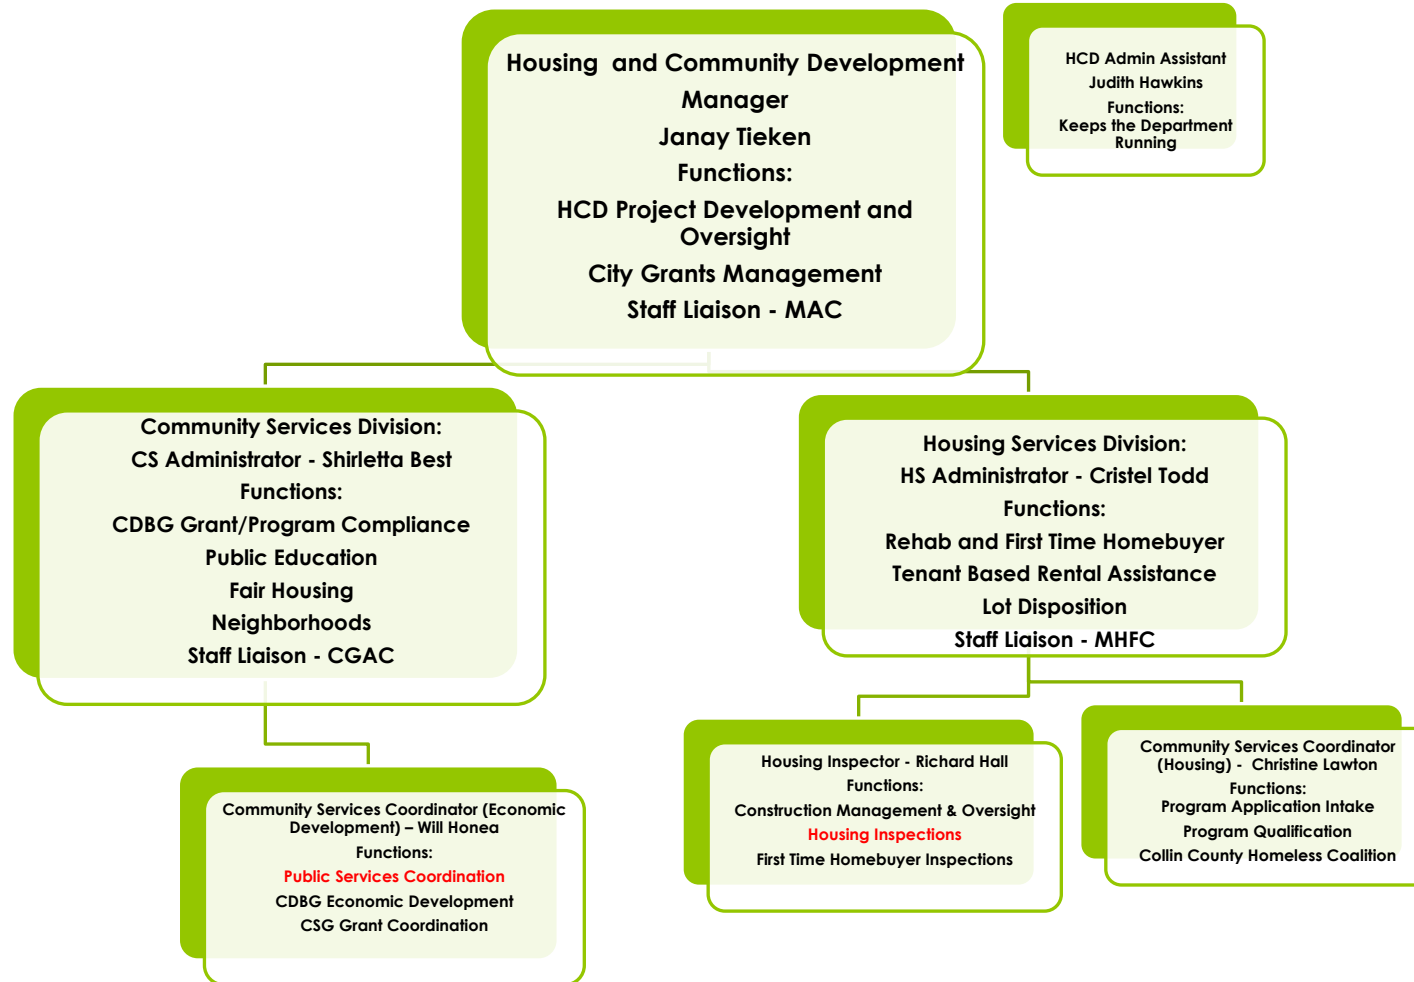 Housing and Community Development
Manager
Janay Tieken
Functions:
HCD Project Development and
Oversight
City Grants Management
Staff Liaison - MAC
HCD Admin Assistant
Judith Hawkins
Functions:
Keeps the Department
Running
Community Services Division:
CS Administrator - Shirletta Best
Functions:
CDBG Grant/Program Compliance
Public Education
Fair Housing
Neighborhoods
Staff Liaison - CGAC
Housing Services Division:
HS Administrator - Cristel Todd
Functions:
Rehab and First Time Homebuyer
Tenant Based Rental Assistance
Lot Disposition
Staff Liaison - MHFC
Community Services Coordinator (Economic
Development) – Will Honea
Functions:
Public Services Coordination
CDBG Economic Development
CSG Grant Coordination
Housing Inspector - Richard Hall
Functions:
Construction Management & Oversight
Housing Inspections
First Time Homebuyer Inspections
Community Services Coordinator
(Housing) - Christine Lawton
Functions:
Program Application Intake
Program Qualification
Collin County Homeless Coalition